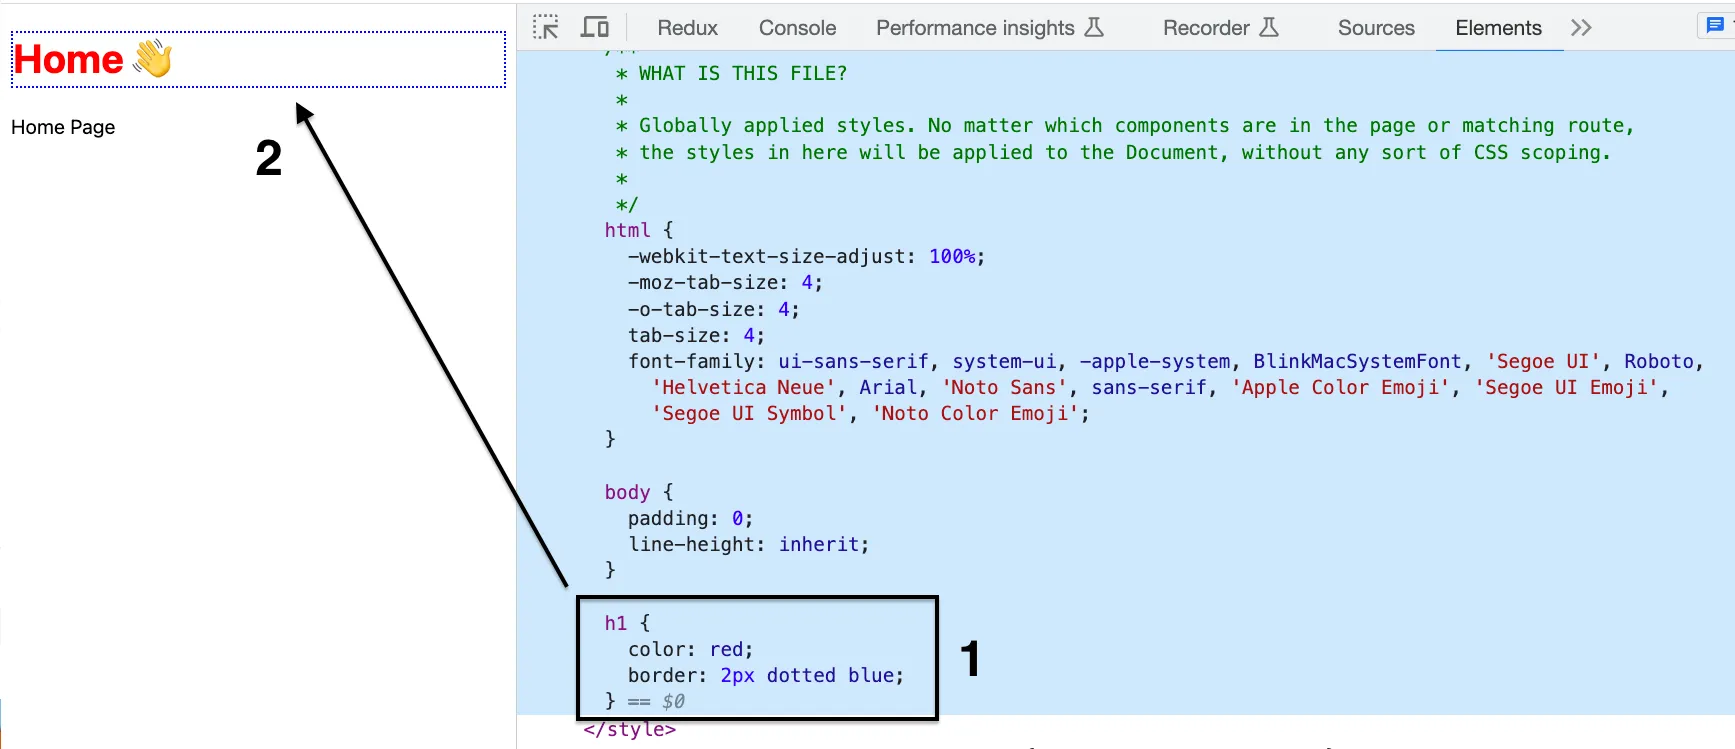 Home 👋
Home Page
2
Redux Console Performance insights Recorder Sources Elements
* WHAT IS THIS FILE?
*
* Globally applied styles. No matter which components are in the page or matching route,
* the styles in here will be applied to the Document, without any sort of CSS scoping.
*
*/
html {
-webkit-text-size-adjust: 100%;
-moz-tab-size: 4;
-o-tab-size: 4;
tab-size: 4;
font-family: ui-sans-serif, system-ui, -apple-system, BlinkMacSystemFont, 'Segoe UI', Roboto,
'Helvetica Neue', Arial, 'Noto Sans', sans-serif, 'Apple Color Emoji', 'Segoe UI Emoji',
'Segoe UI Symbol', 'Noto Color Emoji';
}
body {
padding: 0;
line-height: inherit;
}
h1 {
color: red;
border: 2px dotted blue;
} == $0
1
</style>